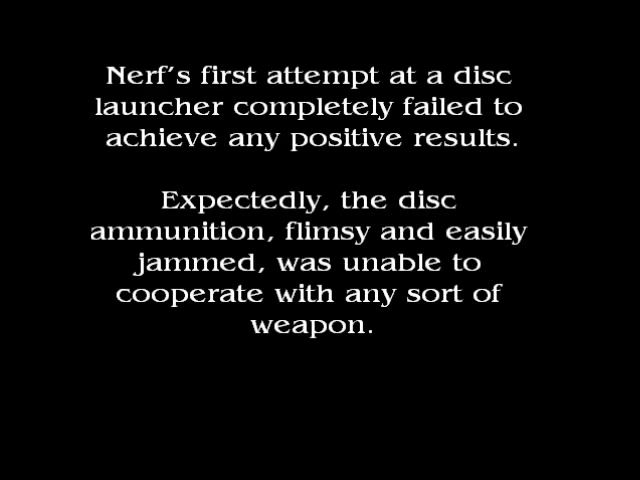 Nerf's first attempt at a disc
launcher completely failed to
achieve any positive results.
Expectedly, the disc
ammunition, flimsy and easily
jammed, was unable to
cooperate with any sort of
weapon.